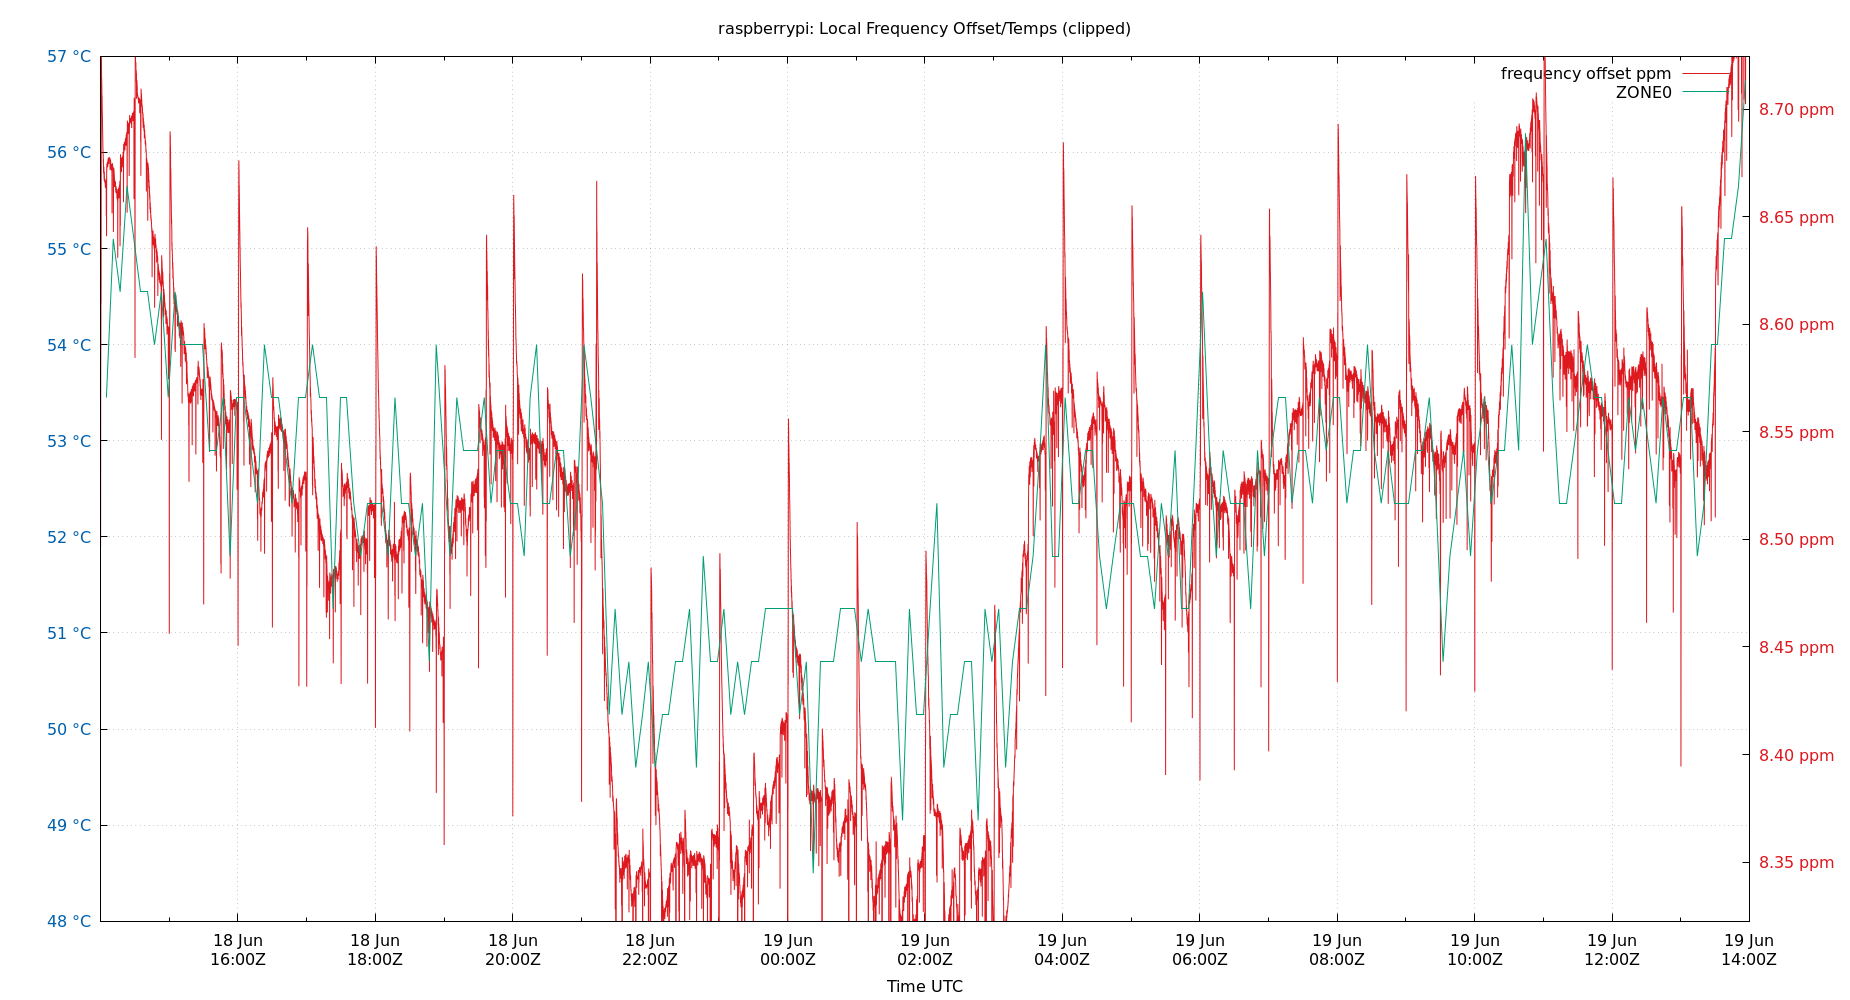 raspberrypi: Local Frequency Offset/Temps (clipped)
57 °C
56 °C
55 °C
54 °C
53 °C
52 °C
51 °C
50 °C
49 °C
48 °C
frequency offset ppm
ZONE0
8.70 ppm
8.65 ppm
8.60 ppm
8.55 ppm
8.50 ppm
8.45 ppm
8.40 ppm
8.35 ppm
18 Jun
16:00Z
18 Jun
18:00Z
18 Jun
20:00Z
18 Jun
22:00Z
19 Jun
00:00Z
19 Jun
02:00Z
19 Jun
04:00Z
19 Jun
06:00Z
19 Jun
08:00Z
19 Jun
10:00Z
19 Jun
12:00Z
19 Jun
14:00Z
Time UTC